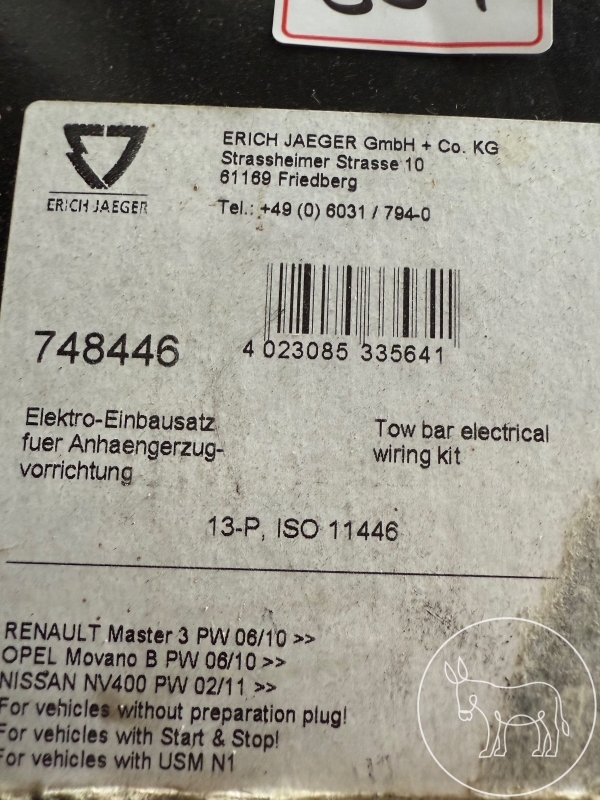 ERICH JAEGER GmbH + Co. KG
Strassheimer Strasse 10
61169 Friedberg
Tel.: +49 (0) 6031 / 794-0
ERICH JAEGER
748446
4 023085 335641
Elektro-Einbausatz
fuer Anhaengerzug-
vorrichtung
Tow bar electrical
wiring kit
13-P, ISO 11446
RENAULT Master 3 PW 06/10 >>
OPEL Movano B PW 06/10 >>
NISSAN NV400 PW 02/11 >>
For vehicles without preparation plug!
For vehicles with Start & Stop!
For vehicles with USM N1